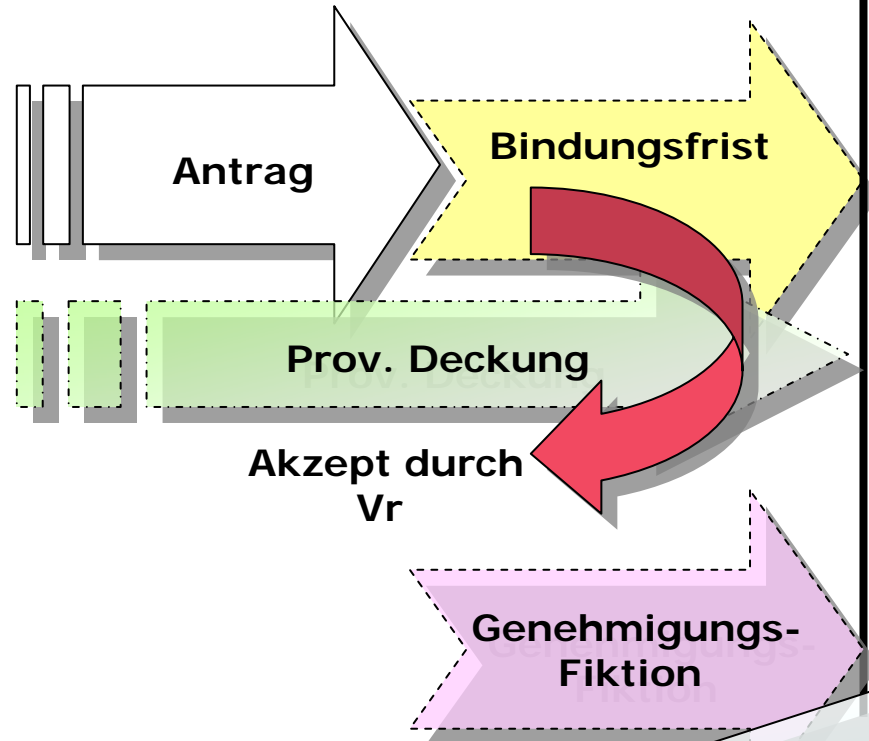 Antrag
Bindungsfrist
Prov. Deckung
Akzept durch
Vr
Genehmigungs-
Fiktion